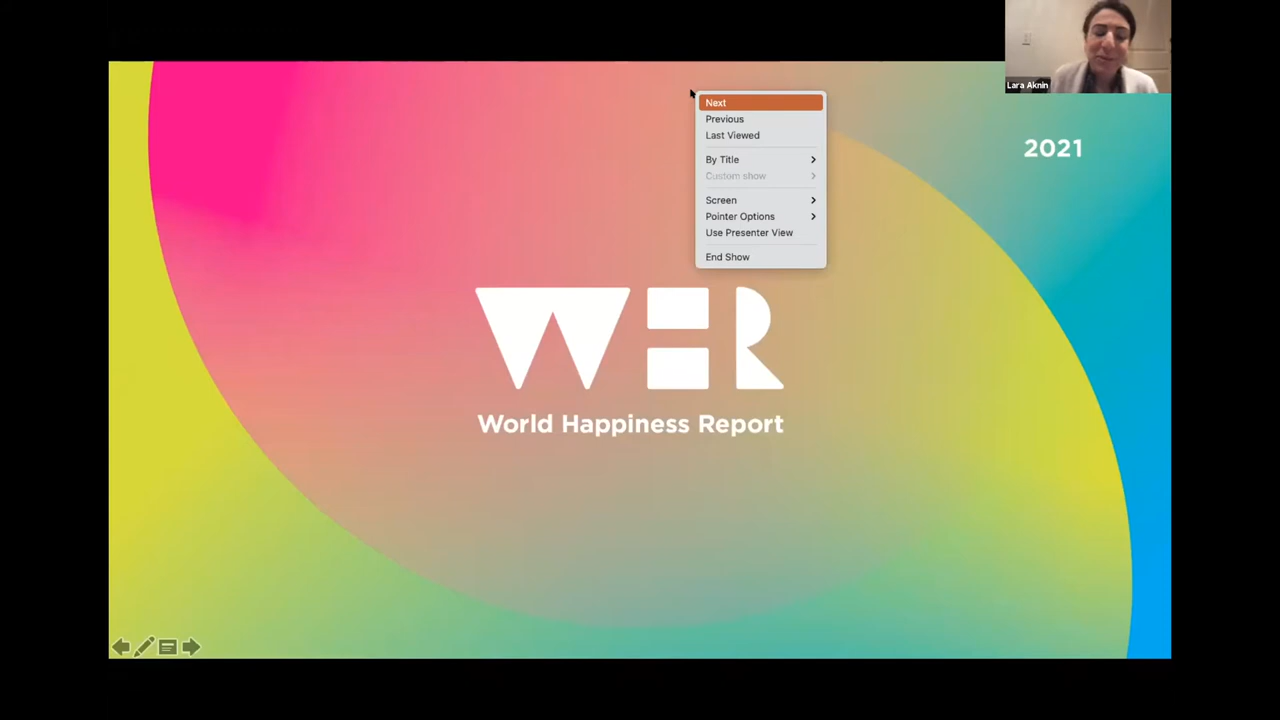 Lara Aknin
Next
Previous
Last Viewed
By Title
Custom show
Screen
Pointer Options
Use Presenter View
End Show
2021
WHR
World Happiness Report